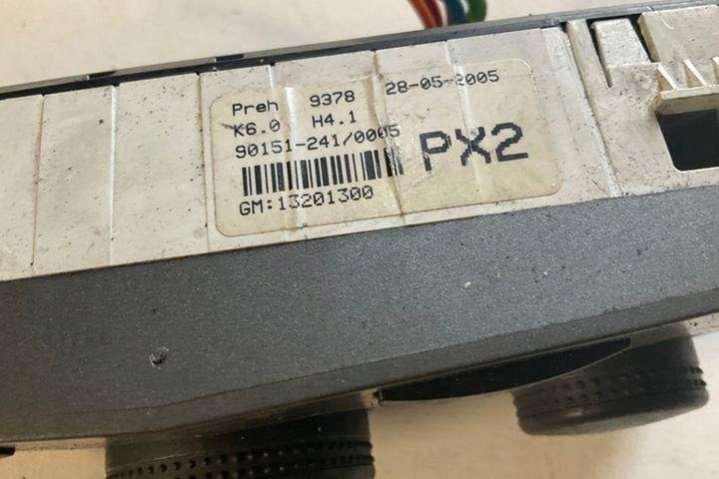 Preh 9378 28-05-2005
K6.0 H4.1
90151-241/0005
PX2
GM:13201300